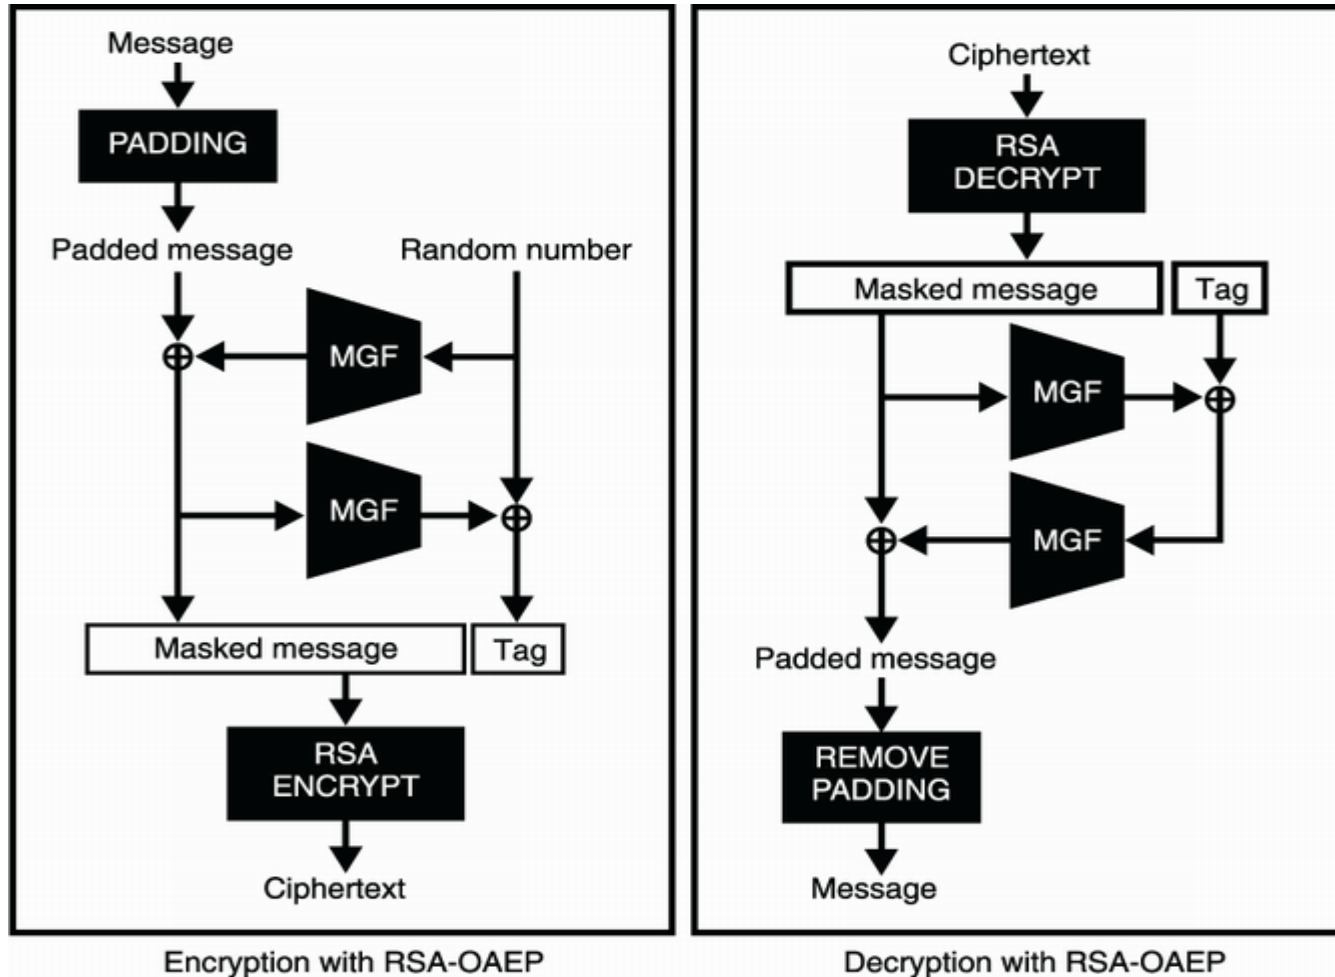 Message
PADDING
Padded message
Random number
MGF
MGF
Masked message
Tag
RSA
ENCRYPT
Ciphertext
Encryption with RSA-OAEP
Ciphertext
RSA
DECRYPT
Masked message
Tag
MGF
MGF
Padded message
REMOVE
PADDING
Message
Decryption with RSA-OAEP